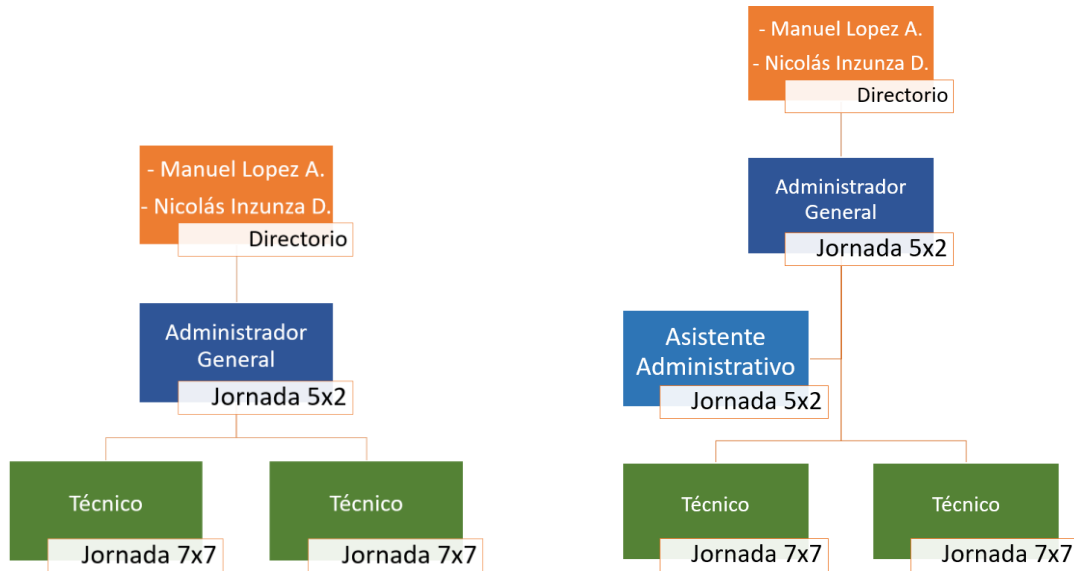 - Manuel Lopez A.
- Nicolás Inzunza D.
Directorio
Administrador
General
Jornada 5x2
Técnico
Jornada 7x7
Técnico
Jornada 7x7
- Manuel Lopez A.
- Nicolás Inzunza D.
Directorio
Administrador
General
Jornada 5x2
Asistente
Administrativo
Jornada 5x2
Técnico
Jornada 7x7
Técnico
Jornada 7x7